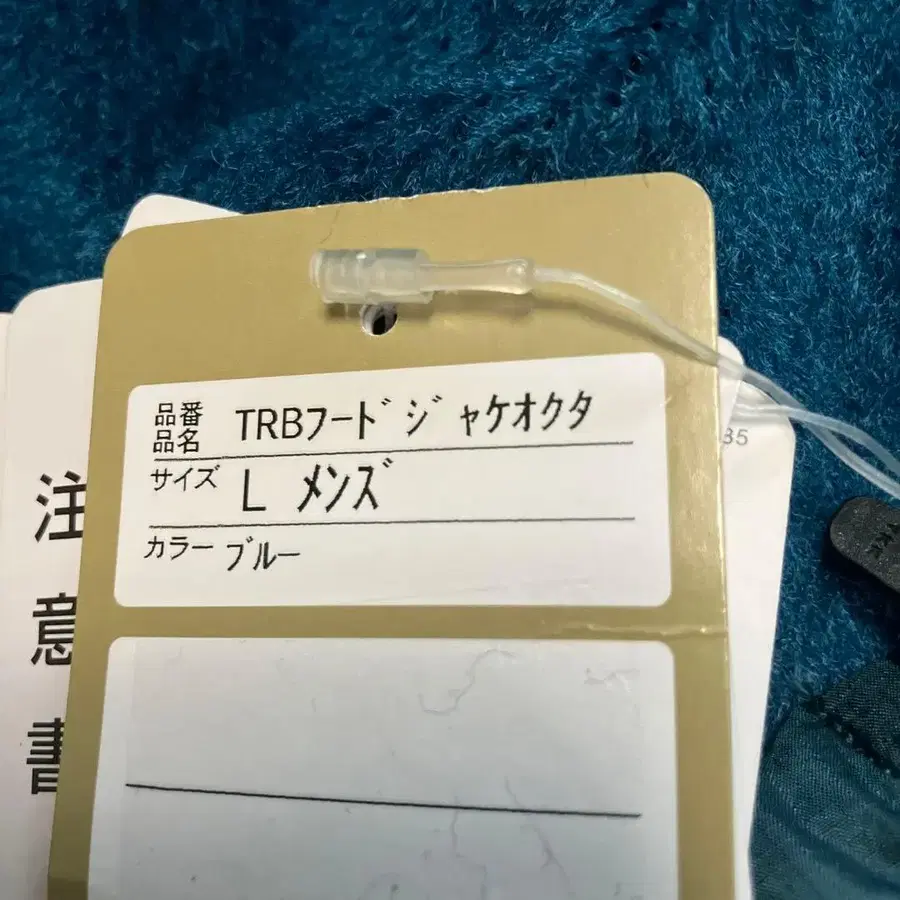 品番
品名 TRBﾌｰﾄﾞｼﾞｬｹｵｸﾀ
サイズ L ﾒﾝｽﾞ
カラー ﾌﾞﾙｰ
注
意
書
35